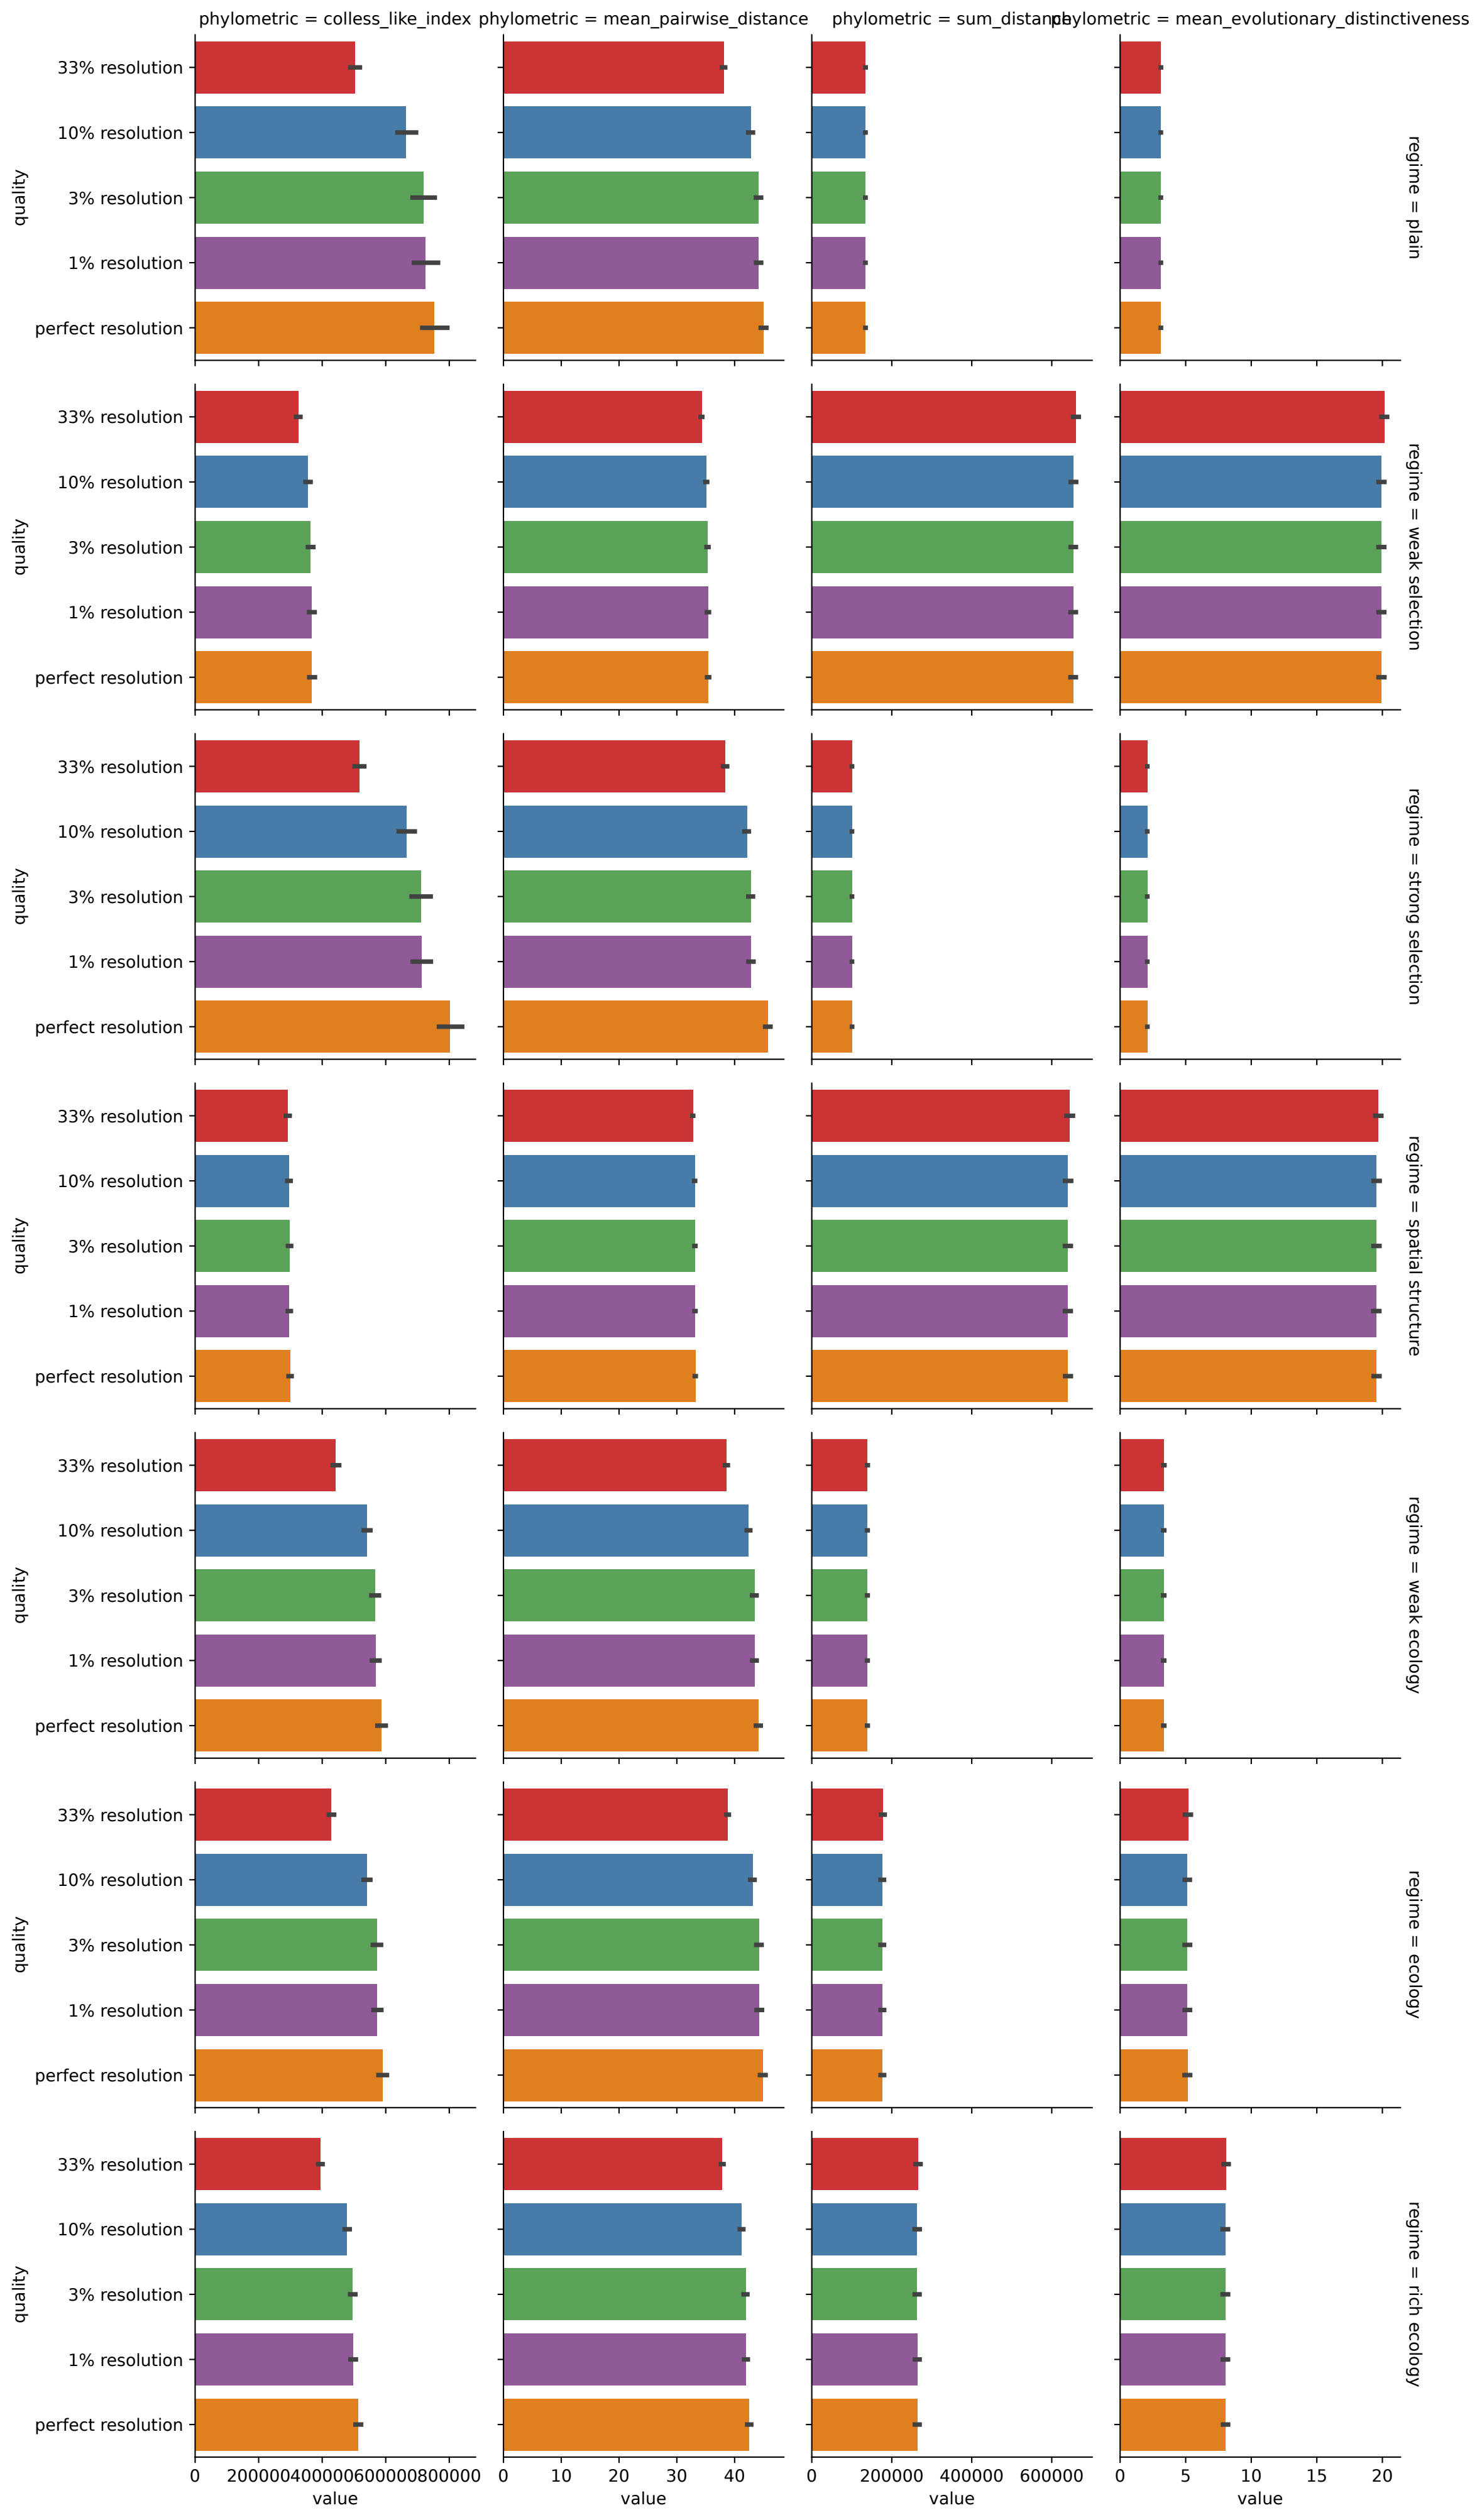 phylometric = colless_like_index
phylometric = mean_pairwise_distance
phylometric = sum_distance
phylometric = mean_evolutionary_distinctiveness
33% resolution
10% resolution
3% resolution
1% resolution
perfect resolution
quality
regime = plain
33% resolution
10% resolution
3% resolution
1% resolution
perfect resolution
quality
regime = weak selection
33% resolution
10% resolution
3% resolution
1% resolution
perfect resolution
quality
regime = strong selection
33% resolution
10% resolution
3% resolution
1% resolution
perfect resolution
quality
regime = spatial structure
33% resolution
10% resolution
3% resolution
1% resolution
perfect resolution
quality
regime = weak ecology
33% resolution
10% resolution
3% resolution
1% resolution
perfect resolution
quality
regime = ecology
33% resolution
10% resolution
3% resolution
1% resolution
perfect resolution
quality
regime = rich ecology
0 200000 400000 600000 800000
value
0 10 20 30 40
value
0 200000 400000 600000
value
0 5 10 15 20
value